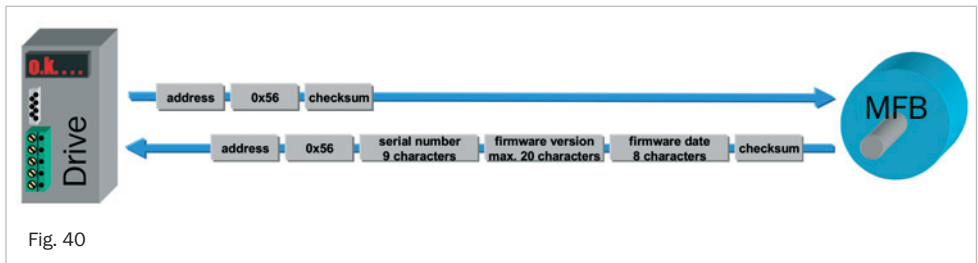 o.k....
Drive
address 0x56 checksum
MFB
address 0x56 serial number 9 characters firmware version max. 20 characters firmware date 8 characters checksum
Fig. 40